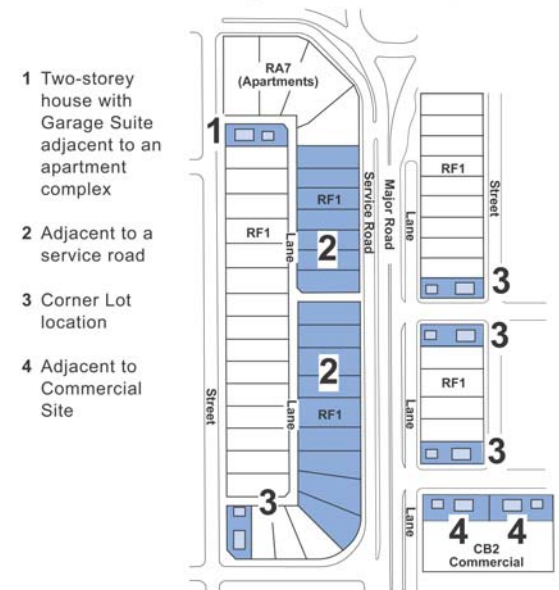 1 Two-storey
house with
Garage Suite
adjacent to an
apartment
complex
2 Adjacent to a
service road
3 Corner Lot
location
4 Adjacent to
Commercial
Site
RA7
(Apartments)
1
RF1
RF1
Lane
2
Service Road
Major Road
Lane
RF1
Street
3
2
RF1
Lane
Street
3
RF1
Lane
3
3
Lane
4
4
CB2
Commercial